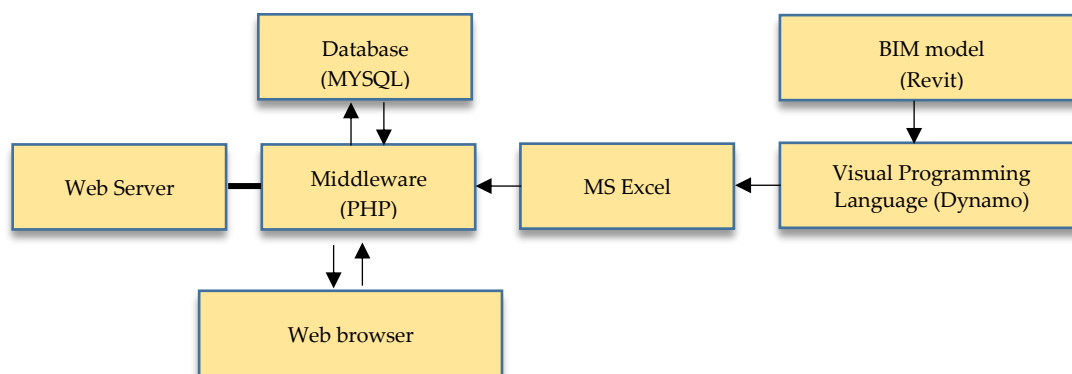 Database
(MYSQL)
BIM model
(Revit)
Web Server
Middleware
(PHP)
MS Excel
Visual Programming
Language (Dynamo)
Web browser